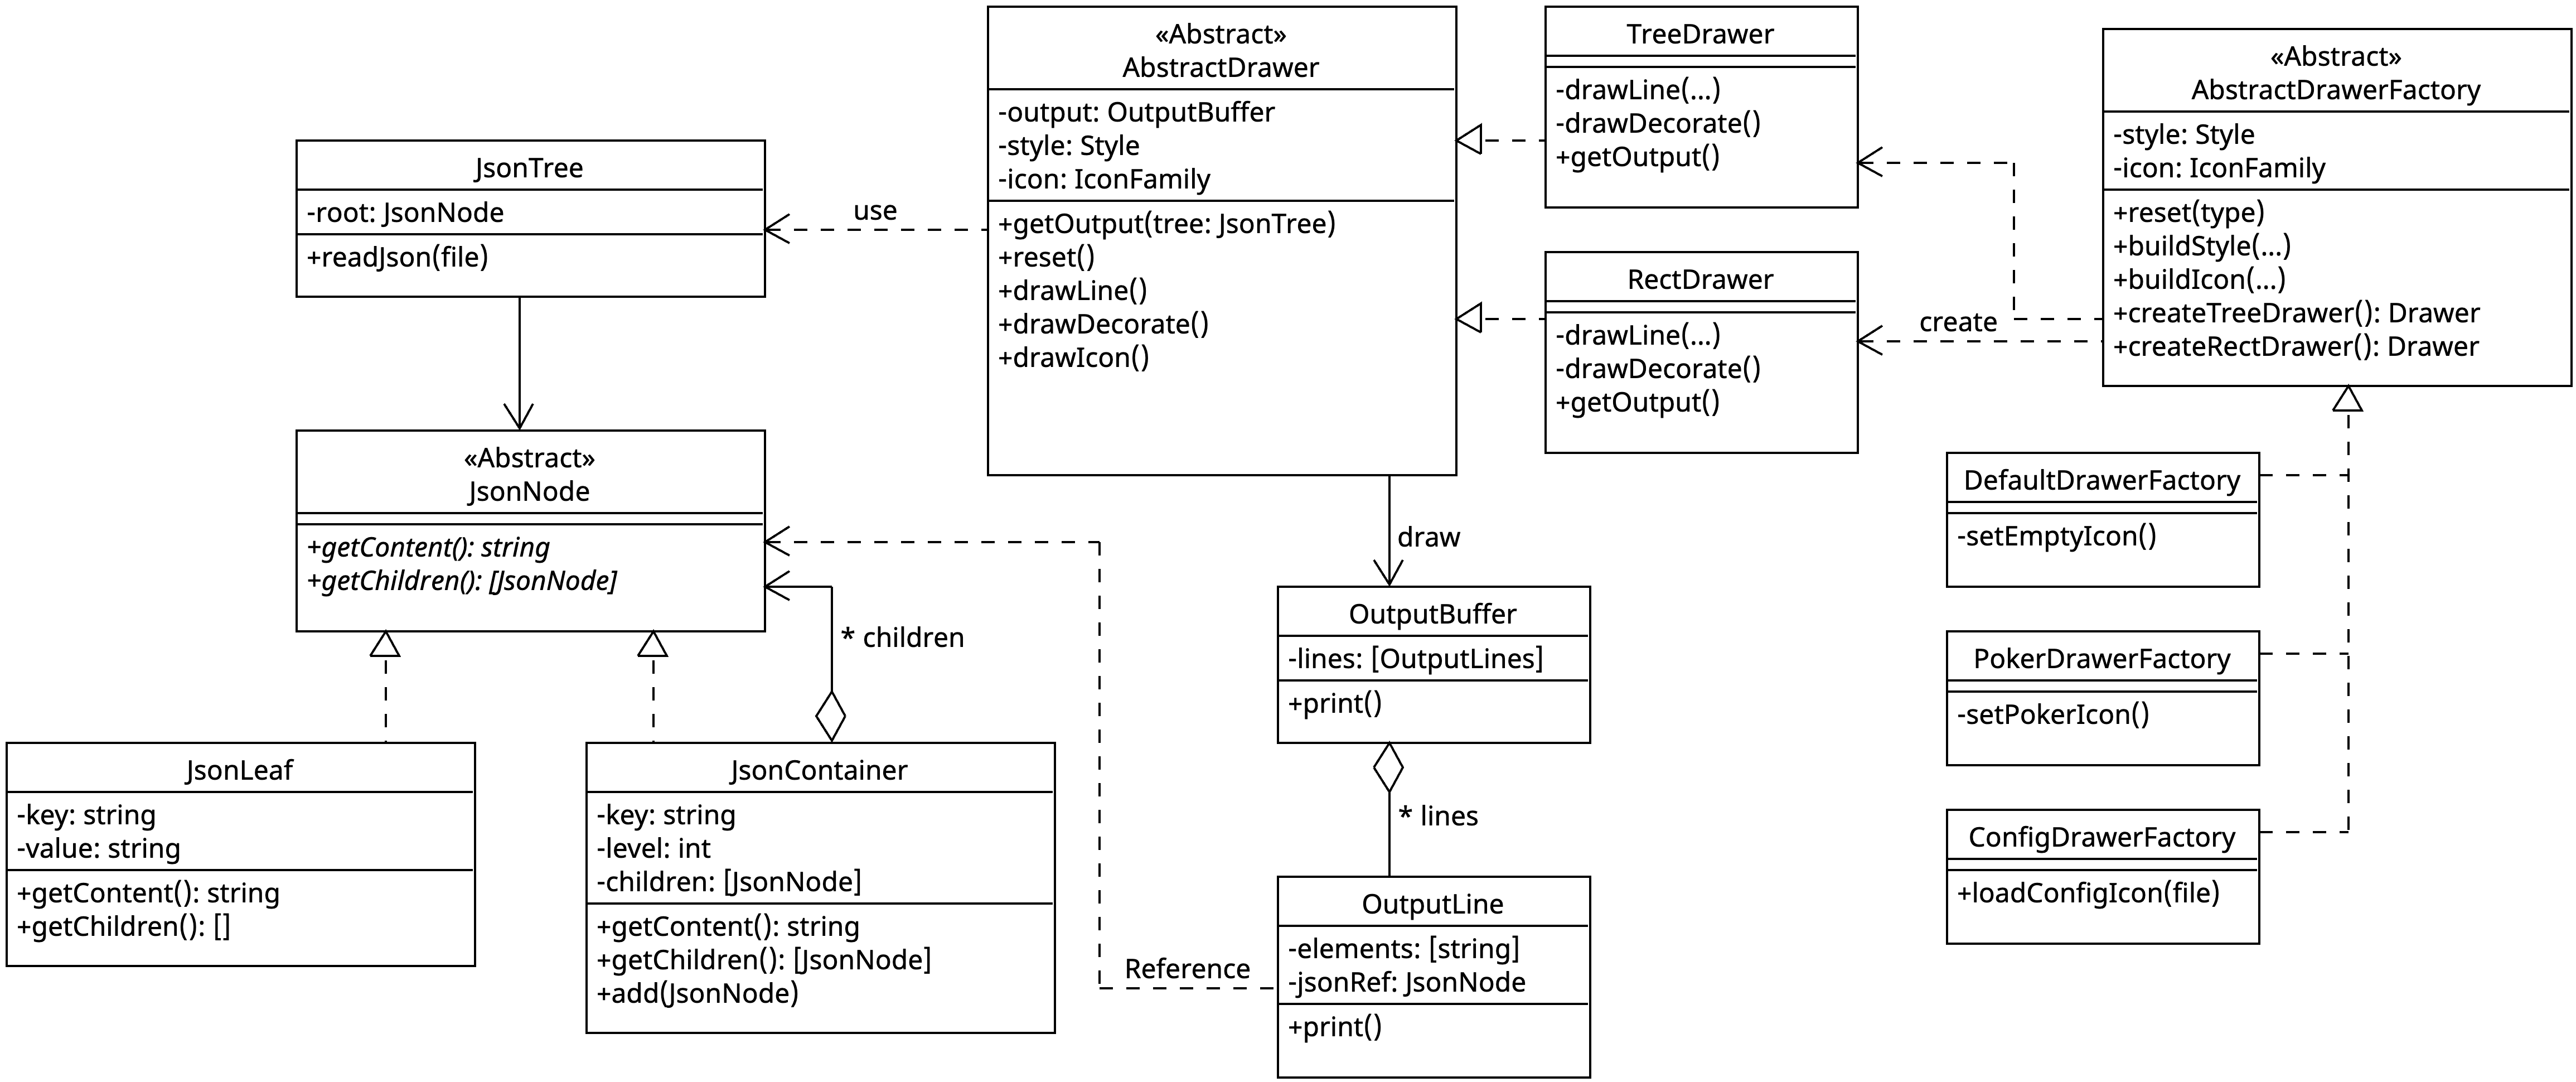 «Abstract»
AbstractDrawer
-output: OutputBuffer
-style: Style
-icon: IconFamily
+getOutput(tree: JsonTree)
+reset()
+drawLine()
+drawDecorate()
+drawIcon()
TreeDrawer
-drawLine(...)
-drawDecorate()
+getOutput()
«Abstract»
AbstractDrawerFactory
-style: Style
-icon: IconFamily
+reset(type)
+buildStyle(...)
+buildIcon(...)
+createTreeDrawer(): Drawer
+createRectDrawer(): Drawer
JsonTree
-root: JsonNode
+readJson(file)
use
RectDrawer
-drawLine(...)
-drawDecorate()
+getOutput()
create
«Abstract»
JsonNode
+getContent(): string
+getChildren(): [JsonNode]
draw
DefaultDrawerFactory
-setEmptyIcon()
* children
OutputBuffer
-lines: [OutputLines]
+print()
PokerDrawerFactory
-setPokerIcon()
JsonLeaf
-key: string
-value: string
+getContent(): string
+getChildren(): []
JsonContainer
-key: string
-level: int
-children: [JsonNode]
+getContent(): string
+getChildren(): [JsonNode]
+add(JsonNode)
* lines
ConfigDrawerFactory
+loadConfigIcon(file)
Reference
OutputLine
-elements: [string]
-jsonRef: JsonNode
+print()